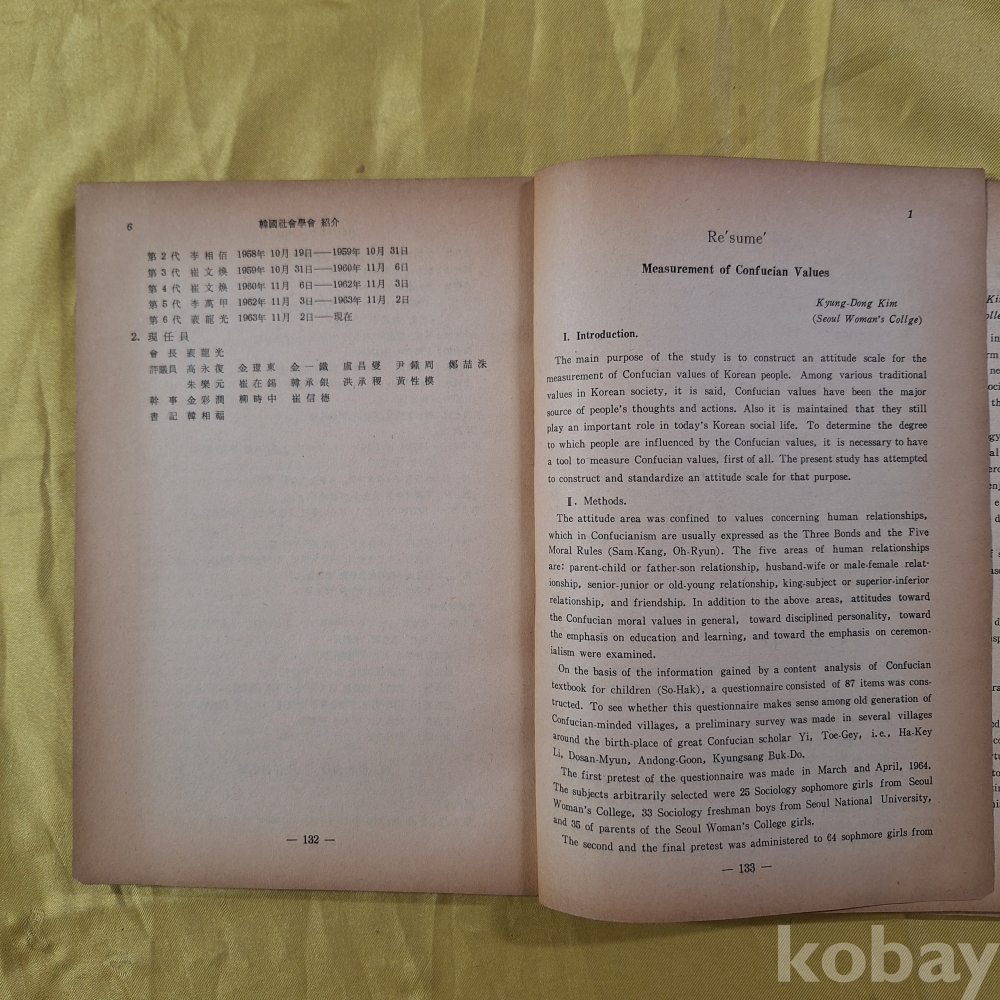 6
韓國社會學會 紹介
第2代 李相佰 1958年 10月 19日——1959年 10月 31日
第3代 崔文煥 1959年 10月 31日——1960年 11月 6日
第4代 崔文煥 1960年 11月 6日——1962年 11月 3日
第5代 李萬甲 1962年 11月 3日——1963年 11月 2日
第6代 裴龍光 1963年 11月 2日——現在
2. 現任員
會長 裴龍光
評議員 高永復 金璟東 金一鐵 盧昌燮 尹鍾周 鄭喆洙
朱樂元 崔在錫 韓承銀 洪承稷 黃性模
幹事 金彩潤 柳時中 崔信德
書記 韓相福
— 132 —
1
Re'sume'
Measurement of Confucian Values
Kyung-Dong Kim
(Seoul Woman's Collge)
I. Introduction.
The main purpose of the study is to construct an attitude scale for the
measurement of Confucian values of Korean people. Among various traditional
values in Korean society, it is said, Confucian values have been the major
source of people's thoughts and actions. Also it is maintained that they still
play an important role in today's Korean social life. To determine the degree
to which people are influenced by the Confucian values, it is necessary to have
a tool to measure Confucian values, first of all. The present study has attempted
to construct and standardize an attitude scale for that purpose.
Ⅱ. Methods.
The attitude area was confined to values concerning human relationships,
which in Confucianism are usually expressed as the Three Bonds and the Five
Moral Rules (Sam-Kang, Oh-Ryun). The five areas of human relationships
are: parent-child or father-son relationship, husband-wife or male-female relat-
ionship, senior-junior or old-young relationship, king-subject or superior-inferior
relationship, and friendship. In addition to the above areas, attitudes toward
the Confucian moral values in general, toward disciplined personality, toward
the emphasis on education and learning, and toward the emphasis on ceremon-
ialism were examined.
On the basis of the information gained by a content analysis of Confucian
textbook for children (So-Hak), a questionnaire consisted of 87 items was cons-
tructed. To see whether this questionnaire makes sense among old generation of
Confucian-minded villages, a preliminary survey was made in several villages
around the birth-place of great Confucian scholar Yi, Toe-Gey, i.e., Ha-Key
Li, Dosan-Myun, Andong-Goon, Kyungsang Buk-Do.
The first pretest of the questionnaire was made in March and April, 1964.
The subjects arbitrarily selected were 25 Sociology sophomore girls from Seoul
Woman's College, 33 Sociology freshman boys from Seoul National University,
and 35 of parents of the Seoul Woman's College girls.
The second and the final pretest was administered to 64 sophmore girls from
— 133 —
kobay